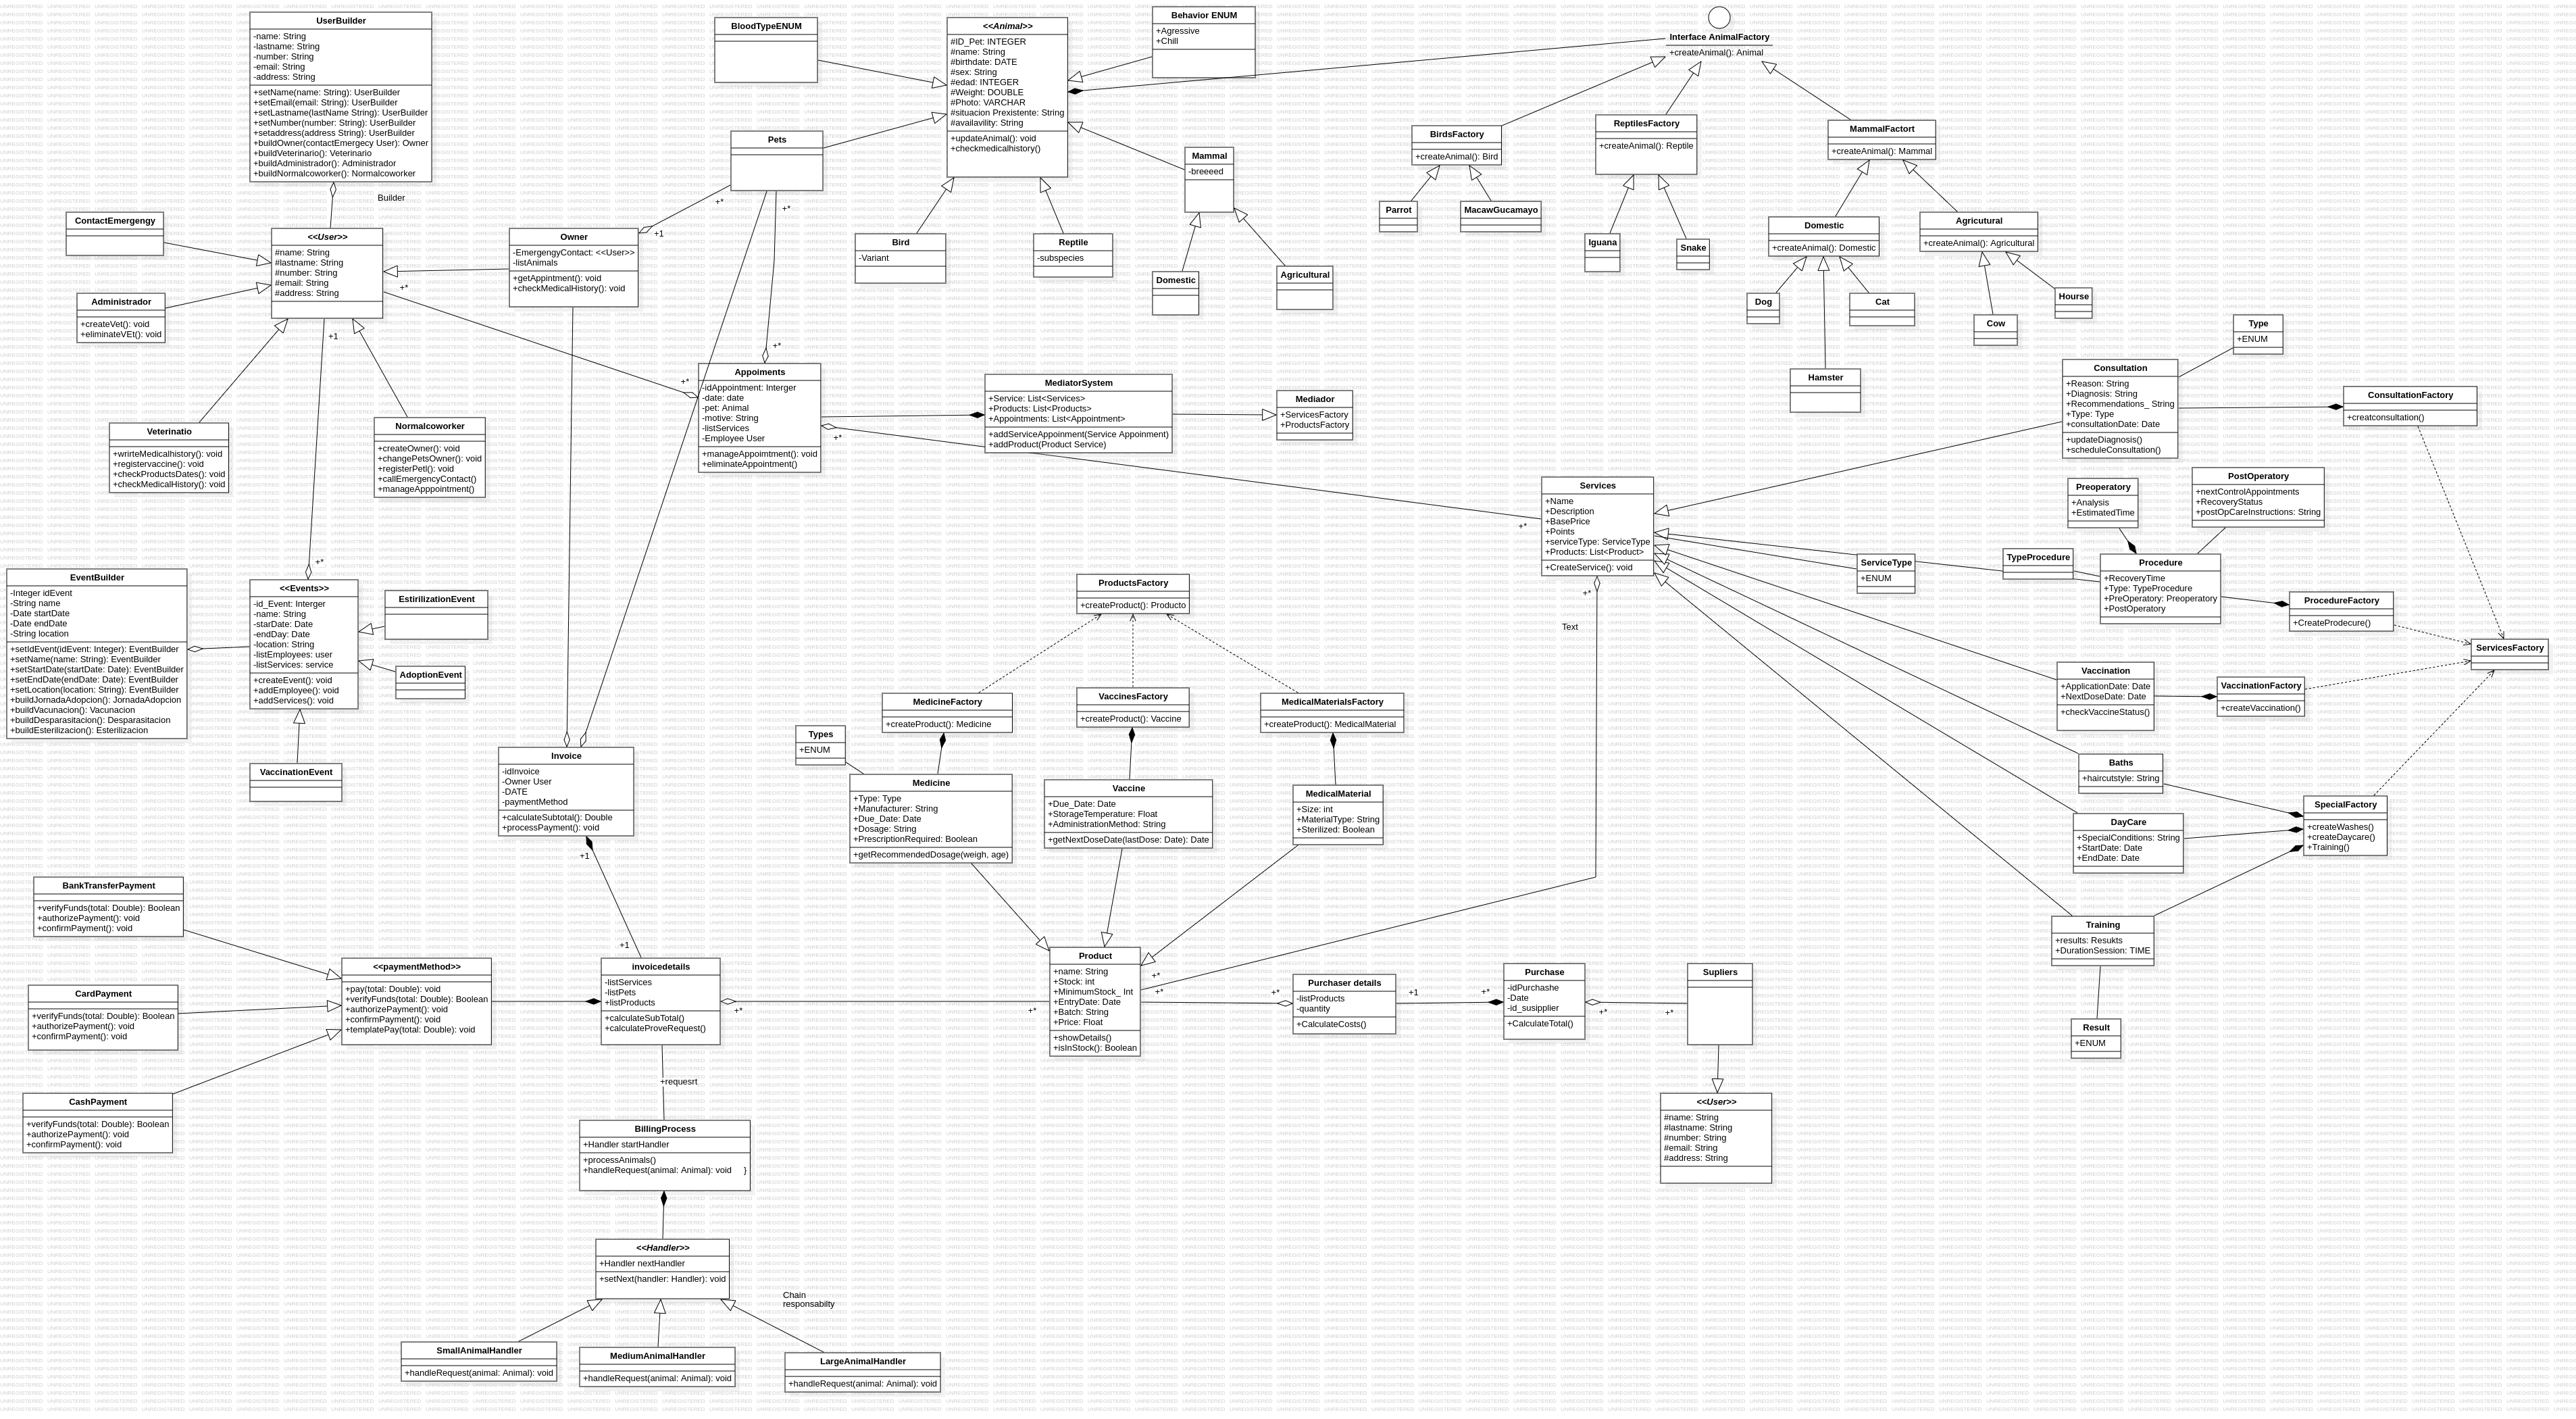 UserBuilder
-name: String
-lastname: String
-number: String
-email: String
-address: String
+setName(name: String): UserBuilder
+setEmail(email: String): UserBuilder
+setLastname(lastName String): UserBuilder
+setNumber(number: String): UserBuilder
+setaddress(address String): UserBuilder
+buildOwner(contactEmergecy User): Owner
+buildVeterinario(): Veterinario
+buildAdministrador(): Administrador
+buildNormalcoworker(): Normalcoworker
Builder
BloodTypeENUM
<<Animal>>
#ID_Pet: INTEGER
#name: String
#birthdate: DATE
#sex: String
#edad: INTEGER
#Weight: DOUBLE
#Photo: VARCHAR
#situacion Prexistente: String
#availavility: String
+updateAnimal(): void
+checkmedicalhistory()
Behavior ENUM
+Agressive
+Chill
Interface AnimalFactory
+createAnimal(): Animal
Pets
+*
+*
Mammal
-breeeed
BirdsFactory
+createAnimal(): Bird
ReptilesFactory
+createAnimal(): Reptile
MammalFactort
+createAnimal(): Mammal
Parrot
MacawGucamayo
Iguana
Snake
Domestic
+createAnimal(): Domestic
Agricutural
+createAnimal(): Agricultural
Dog
Cat
Hamster
Cow
Hourse
ContactEmergengy
<<User>>
#name: String
#lastname: String
#number: String
#email: String
#address: String
+*
+1
Owner
-EmergengyContact: <<User>>
-listAnimals
+getAppintment(): void
+checkMedicalHistory(): void
+1
Bird
-Variant
Reptile
-subspecies
Domestic
Agricultural
Administrador
+createVet(): void
+eliminateVEt(): void
Veterinatio
+wrirteMedicalhistory(): void
+registervaccine(): void
+checkProductsDates(): void
+checkMedicalHistory(): void
Normalcoworker
+createOwner(): void
+changePetsOwner(): void
+registerPetl(): void
+callEmergencyContact()
+manageApppointment()
+*
+*
Appoiments
-idAppointment: Interger
-date: date
-pet: Animal
-motive: String
-listServices
-Employee User
+manageAppoimtment(): void
+eliminateAppointment()
+*
MediatorSystem
+Service: List<Services>
+Products: List<Products>
+Appointments: List<Appointment>
+addServiceAppoinment(Service Appoinment)
+addProduct(Product Service)
Mediador
+ServicesFactory
+ProductsFactory
Type
+ENUM
Consultation
+Reason: String
+Diagnosis: String
+Recommendations_ String
+Type: Type
+consultationDate: Date
+updateDiagnosis()
+scheduleConsultation()
ConsultationFactory
+creatconsultation()
Services
+Name
+Description
+BasePrice
+Points
+serviceType: ServiceType
+Products: List<Product>
+CreateService(): void
+*
+*
Text
Preoperatory
+Analysis
+EstimatedTime
PostOperatory
+nextControlAppointments
+RecoveryStatus
+postOpCareInstructions: String
ServiceType
+ENUM
TypeProcedure
Procedure
+RecoveryTime
+Type: TypeProcedure
+PreOperatory: Preoperatory
+PostOperatory
ProcedureFactory
+CreateProdecure()
ServicesFactory
Vaccination
+ApplicationDate: Date
+NextDoseDate: Date
+checkVaccineStatus()
VaccinationFactory
+createVaccination()
Baths
+haircutstyle: String
DayCare
+SpecialConditions: String
+StartDate: Date
+EndDate: Date
SpecialFactory
+createWashes()
+createDaycare()
+Training()
Training
+results: Resukts
+DurationSession: TIME
Result
+ENUM
EventBuilder
-Integer idEvent
-String name
-Date startDate
-Date endDate
-String location
+setIdEvent(idEvent: Integer): EventBuilder
+setName(name: String): EventBuilder
+setStartDate(startDate: Date): EventBuilder
+setEndDate(endDate: Date): EventBuilder
+setLocation(location: String): EventBuilder
+buildJornadaAdopcion(): JornadaAdopcion
+buildVacunacion(): Vacunacion
+buildDesparasitacion(): Desparasitacion
+buildEsterilizacion(): Esterilizacion
+*
<<Events>>
-id_Event: Interger
-name: String
-starDate: Date
-endDay: Date
-location: String
-listEmployees: user
-listServices: service
+createEvent(): void
+addEmployee(): void
+addServices(): void
EstirilizationEvent
AdoptionEvent
VaccinationEvent
ProductsFactory
+createProduct(): Producto
MedicineFactory
+createProduct(): Medicine
VaccinesFactory
+createProduct(): Vaccine
MedicalMaterialsFactory
+createProduct(): MedicalMaterial
Types
+ENUM
Medicine
+Type: Type
+Manufacturer: String
+Due_Date: Date
+Dosage: String
+PrescriptionRequired: Boolean
+getRecommendedDosage(weigh, age)
Vaccine
+Due_Date: Date
+StorageTemperature: Float
+AdministrationMethod: String
+getNextDoseDate(lastDose: Date): Date
MedicalMaterial
+Size: int
+MaterialType: String
+Sterilized: Boolean
Invoice
-idInvoice
-Owner User
-DATE
-paymentMethod
+calculateSubtotal(): Double
+processPayment(): void
+1
+1
BankTransferPayment
+verifyFunds(total: Double): Boolean
+authorizePayment(): void
+confirmPayment(): void
CardPayment
+verifyFunds(total: Double): Boolean
+authorizePayment(): void
+confirmPayment(): void
CashPayment
+verifyFunds(total: Double): Boolean
+authorizePayment(): void
+confirmPayment(): void
<<paymentMethod>>
+pay(total: Double): void
+verifyFunds(total: Double): Boolean
+authorizePayment(): void
+confirmPayment(): void
+templatePay(total: Double): void
invoicedetails
-listServices
-listPets
+listProducts
+calculateSubTotal()
+calculateProveRequest()
+*
+*
Product
+name: String
+Stock: int
+MinimumStock_ Int
+EntryDate: Date
+Batch: String
+Price: Float
+showDetails()
+isInStock(): Boolean
+*
+*
+*
Purchaser details
-listProducts
-quantity
+CalculateCosts()
+1
+*
Purchase
-idPurchashe
-Date
-id_susipplier
+CalculateTotal()
+*
+*
Supliers
<<User>>
#name: String
#lastname: String
#number: String
#email: String
#address: String
+requesrt
BillingProcess
+Handler startHandler
+processAnimals()
+handleRequest(animal: Animal): void }
<<Handler>>
+Handler nextHandler
+setNext(handler: Handler): void
Chain
responsabilty
SmallAnimalHandler
+handleRequest(animal: Animal): void
MediumAnimalHandler
+handleRequest(animal: Animal): void
LargeAnimalHandler
+handleRequest(animal: Animal): void